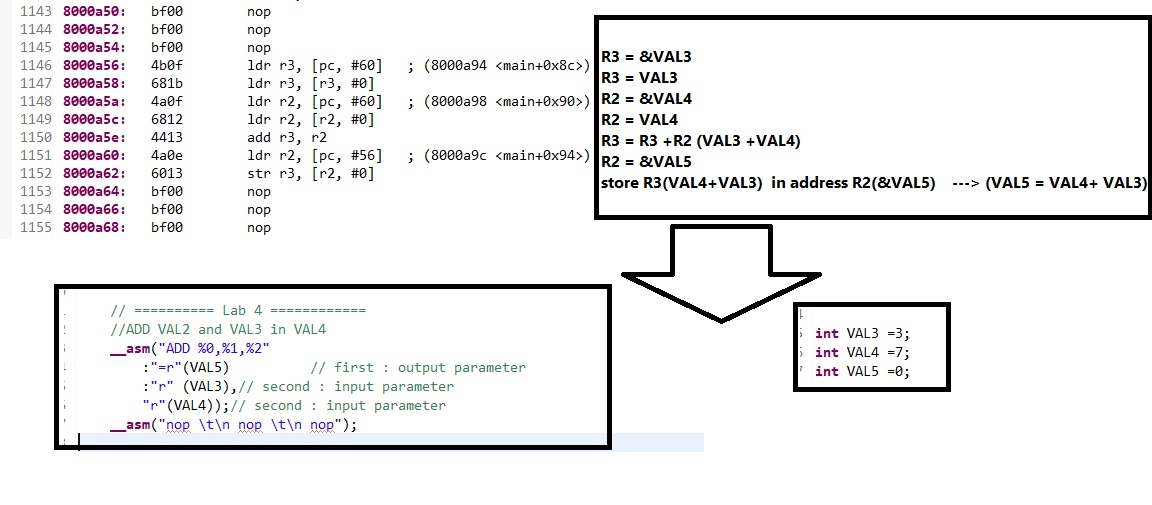 1143 8000a50: bf00 nop
1144 8000a52: bf00 nop
1145 8000a54: bf00 nop
1146 8000a56: 4b0f ldr r3, [pc, #60] ; (8000a94 <main+0x8c>)
1147 8000a58: 681b ldr r3, [r3, #0]
1148 8000a5a: 4a0f ldr r2, [pc, #60] ; (8000a98 <main+0x90>)
1149 8000a5c: 6812 ldr r2, [r2, #0]
1150 8000a5e: 4413 add r3, r2
1151 8000a60: 4a0e ldr r2, [pc, #56] ; (8000a9c <main+0x94>)
1152 8000a62: 6013 str r3, [r2, #0]
1153 8000a64: bf00 nop
1154 8000a66: bf00 nop
1155 8000a68: bf00 nop
R3 = &VAL3
R3 = VAL3
R2 = &VAL4
R2 = VAL4
R3 = R3 +R2 (VAL3 +VAL4)
R2 = &VAL5
store R3(VAL4+VAL3) in address R2(&VAL5) ---> (VAL5 = VAL4+ VAL3)
// ========== Lab 4 ============
//ADD VAL2 and VAL3 in VAL4
__asm("ADD %0,%1,%2"
:"=r"(VAL5) // first : output parameter
:"r" (VAL3),// second : input parameter
"r"(VAL4));// second : input parameter
__asm("nop \t\n nop \t\n nop");
int VAL3 =3;
int VAL4 =7;
int VAL5 =0;